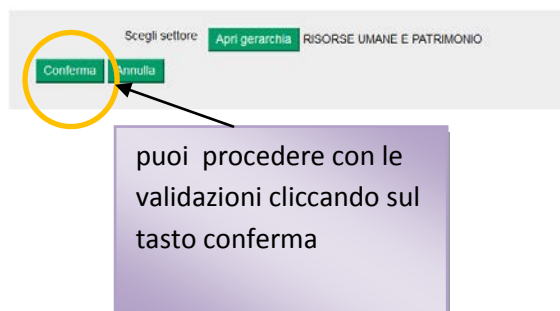 Scegli settore Apri gerarchia RISORSE UMANE E PATRIMONIO
Conferma Annulla
puoi procedere con le
validazioni cliccando sul
tasto conferma